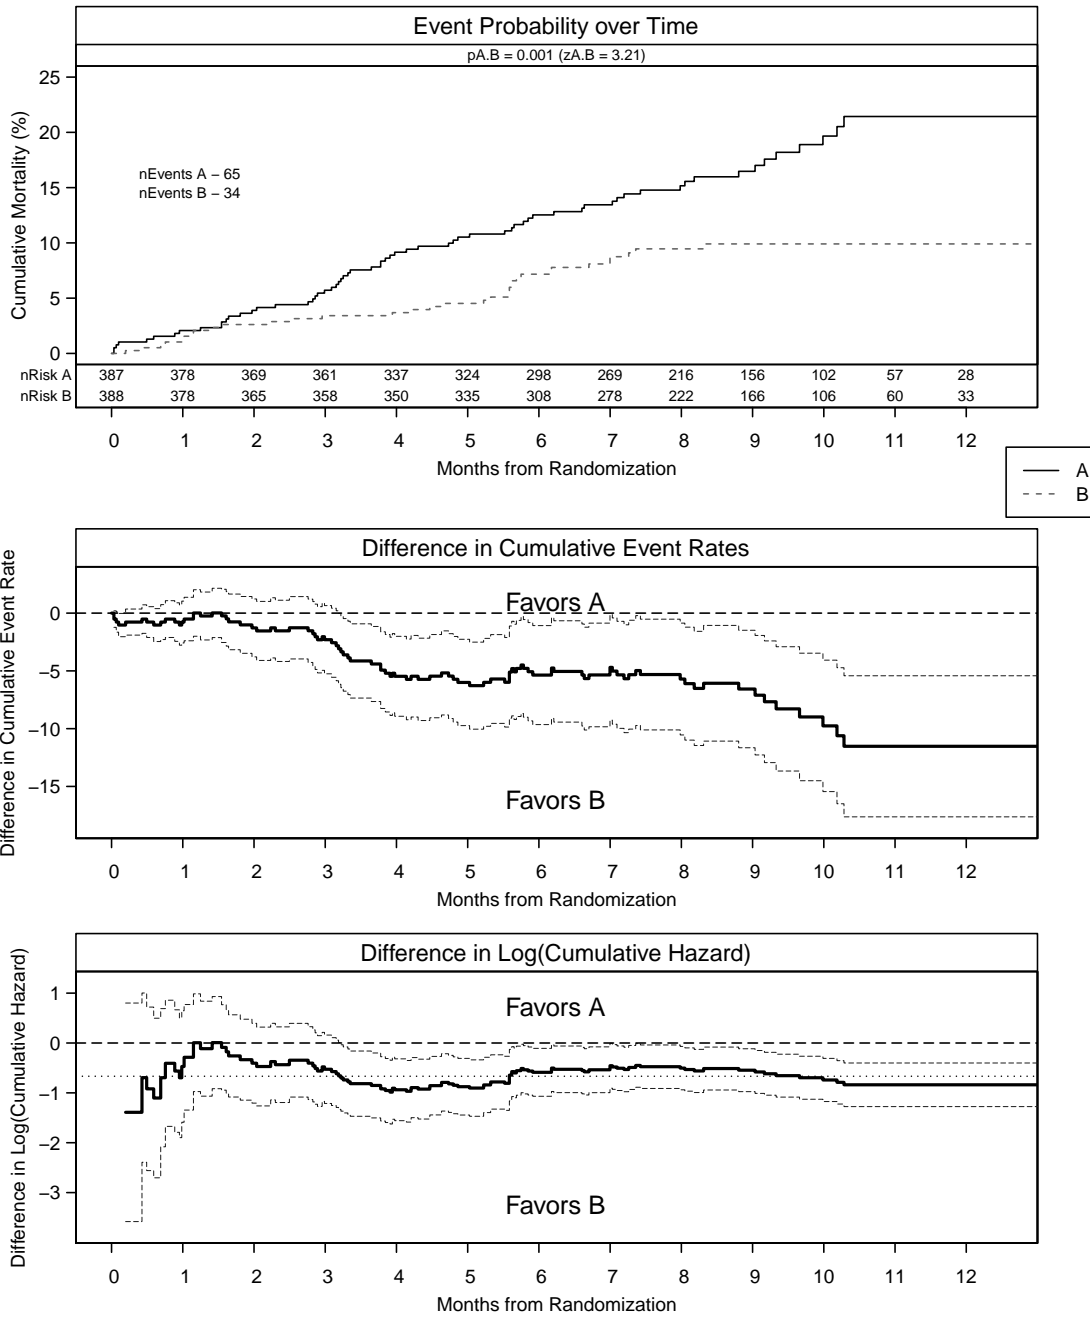 Event Probability over Time
pA.B = 0.001 (zA.B = 3.21)
Cumulative Mortality (%)
25
20
15
10
5
0
nEvents A – 65
nEvents B – 34
nRisk A 387 378 369 361 337 324 298 269 216 156 102 57 28
nRisk B 388 378 365 358 350 335 308 278 222 166 106 60 33
0 1 2 3 4 5 6 7 8 9 10 11 12
Months from Randomization
A
B
Difference in Cumulative Event Rates
Difference in Cumulative Event Rate
0
−5
−10
−15
Favors A
Favors B
0 1 2 3 4 5 6 7 8 9 10 11 12
Months from Randomization
Difference in Log(Cumulative Hazard)
Difference in Log(Cumulative Hazard)
1
0
−1
−2
−3
Favors A
Favors B
0 1 2 3 4 5 6 7 8 9 10 11 12
Months from Randomization